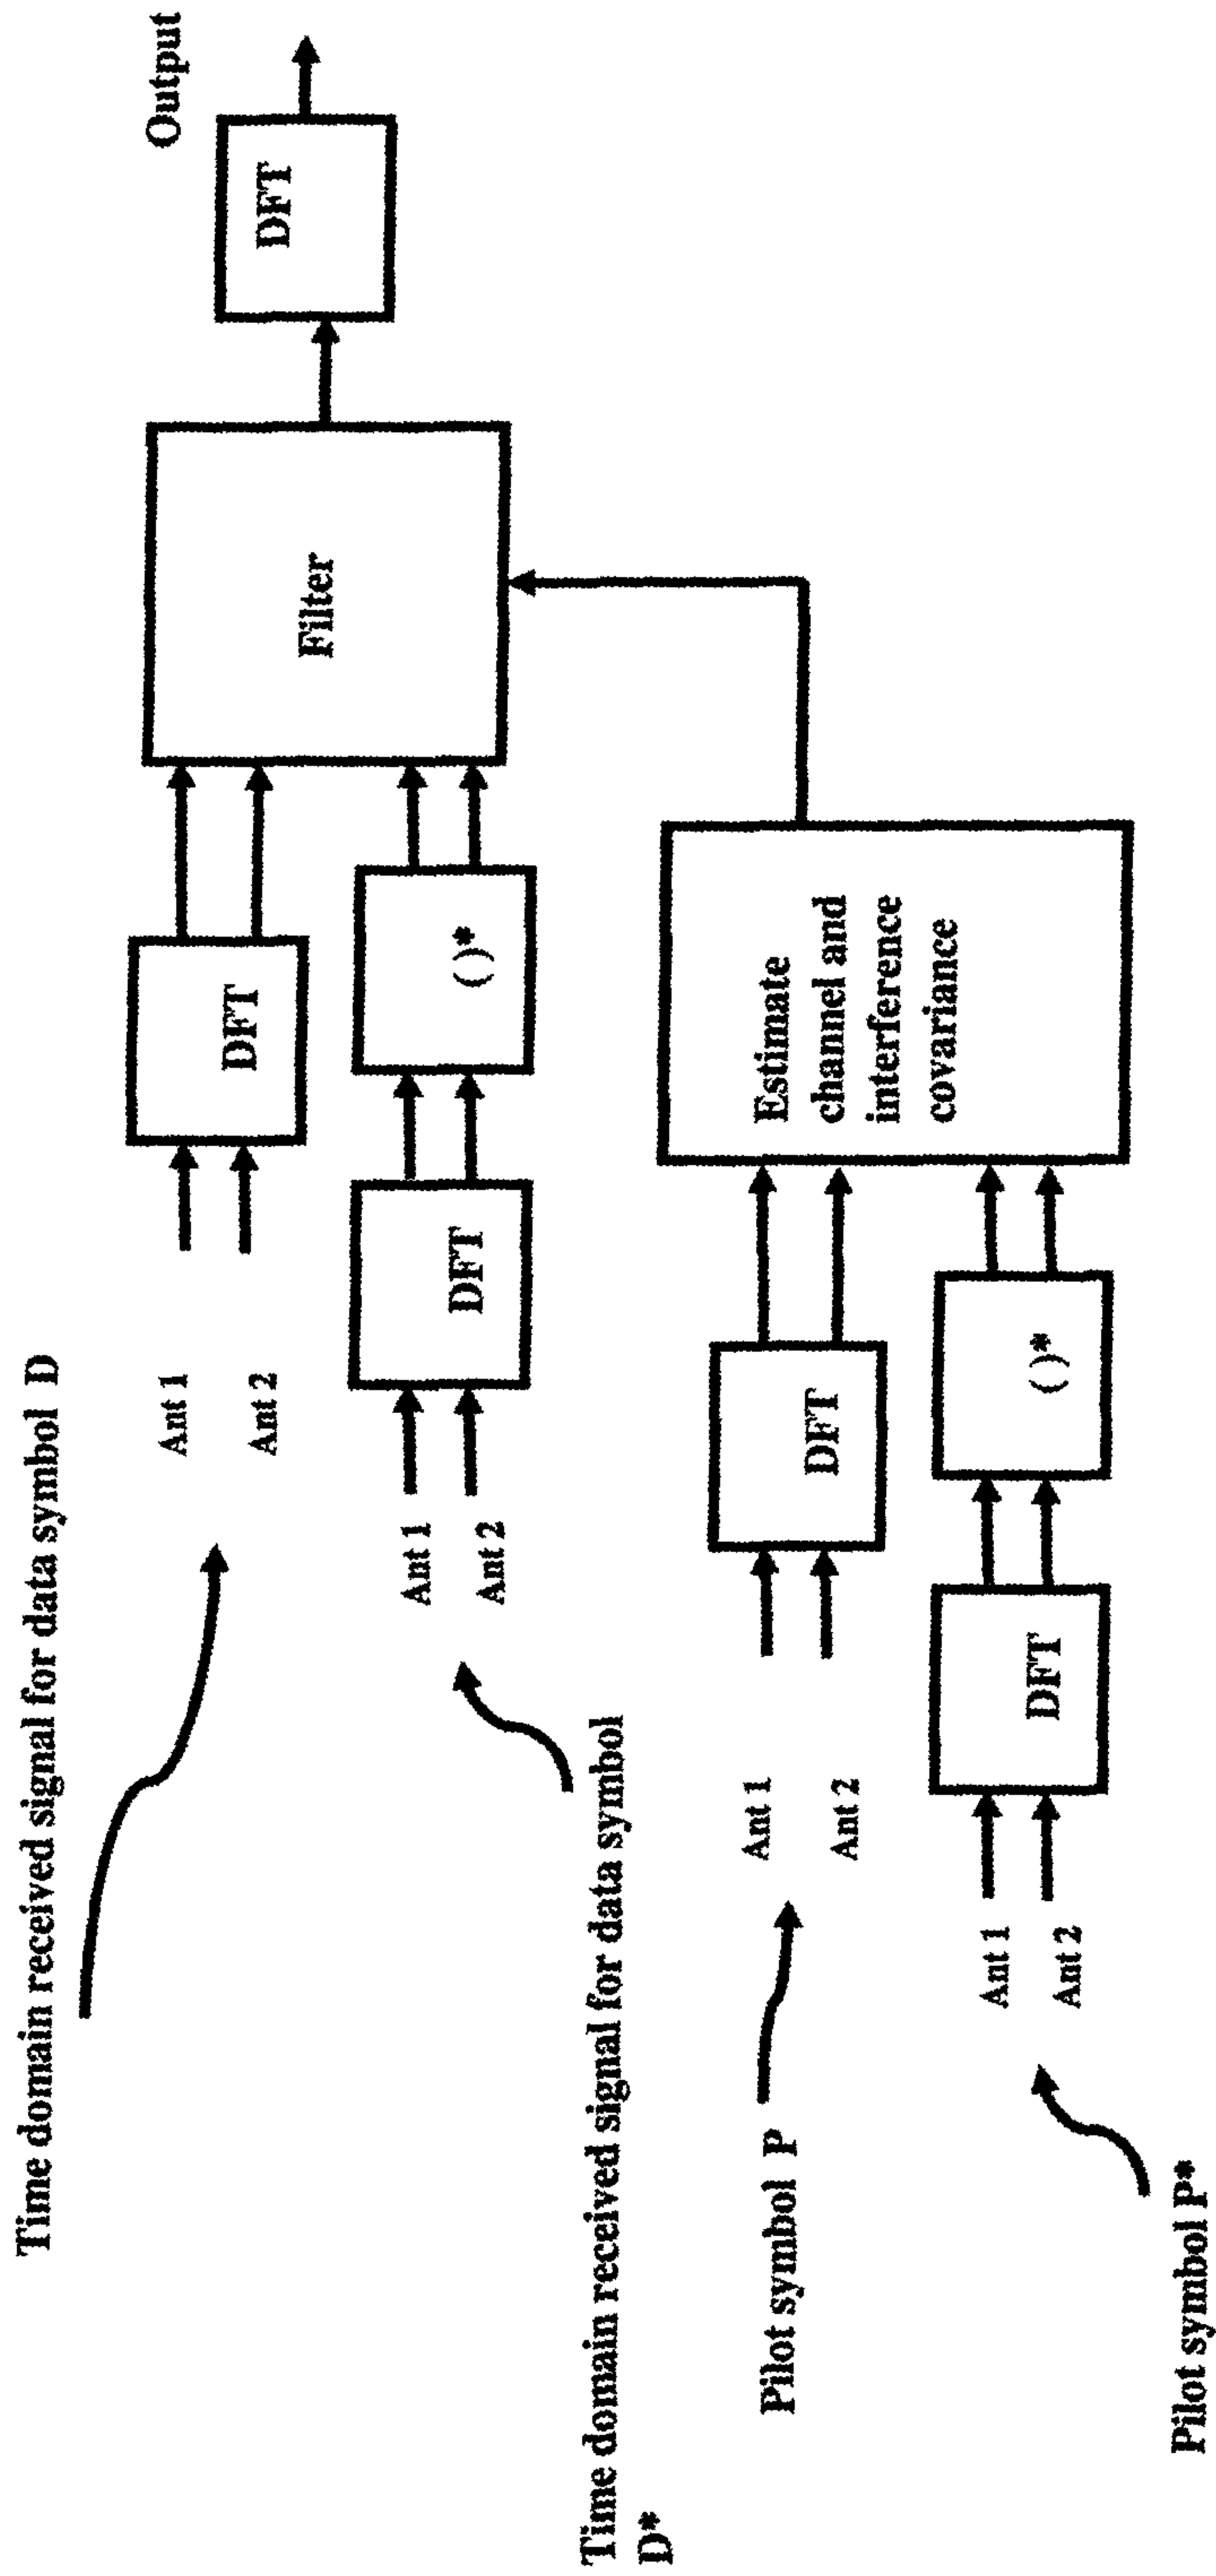 Time domain received signal for data symbol D
Ant 1
Ant 2
DFT
Time domain received signal for data symbol
D*
Ant 1
Ant 2
DFT
( )*
Filter
DFT
Output
Pilot symbol P
Ant 1
Ant 2
DFT
Pilot symbol P*
Ant 1
Ant 2
DFT
( )*
Estimate
channel and
interference
covariance